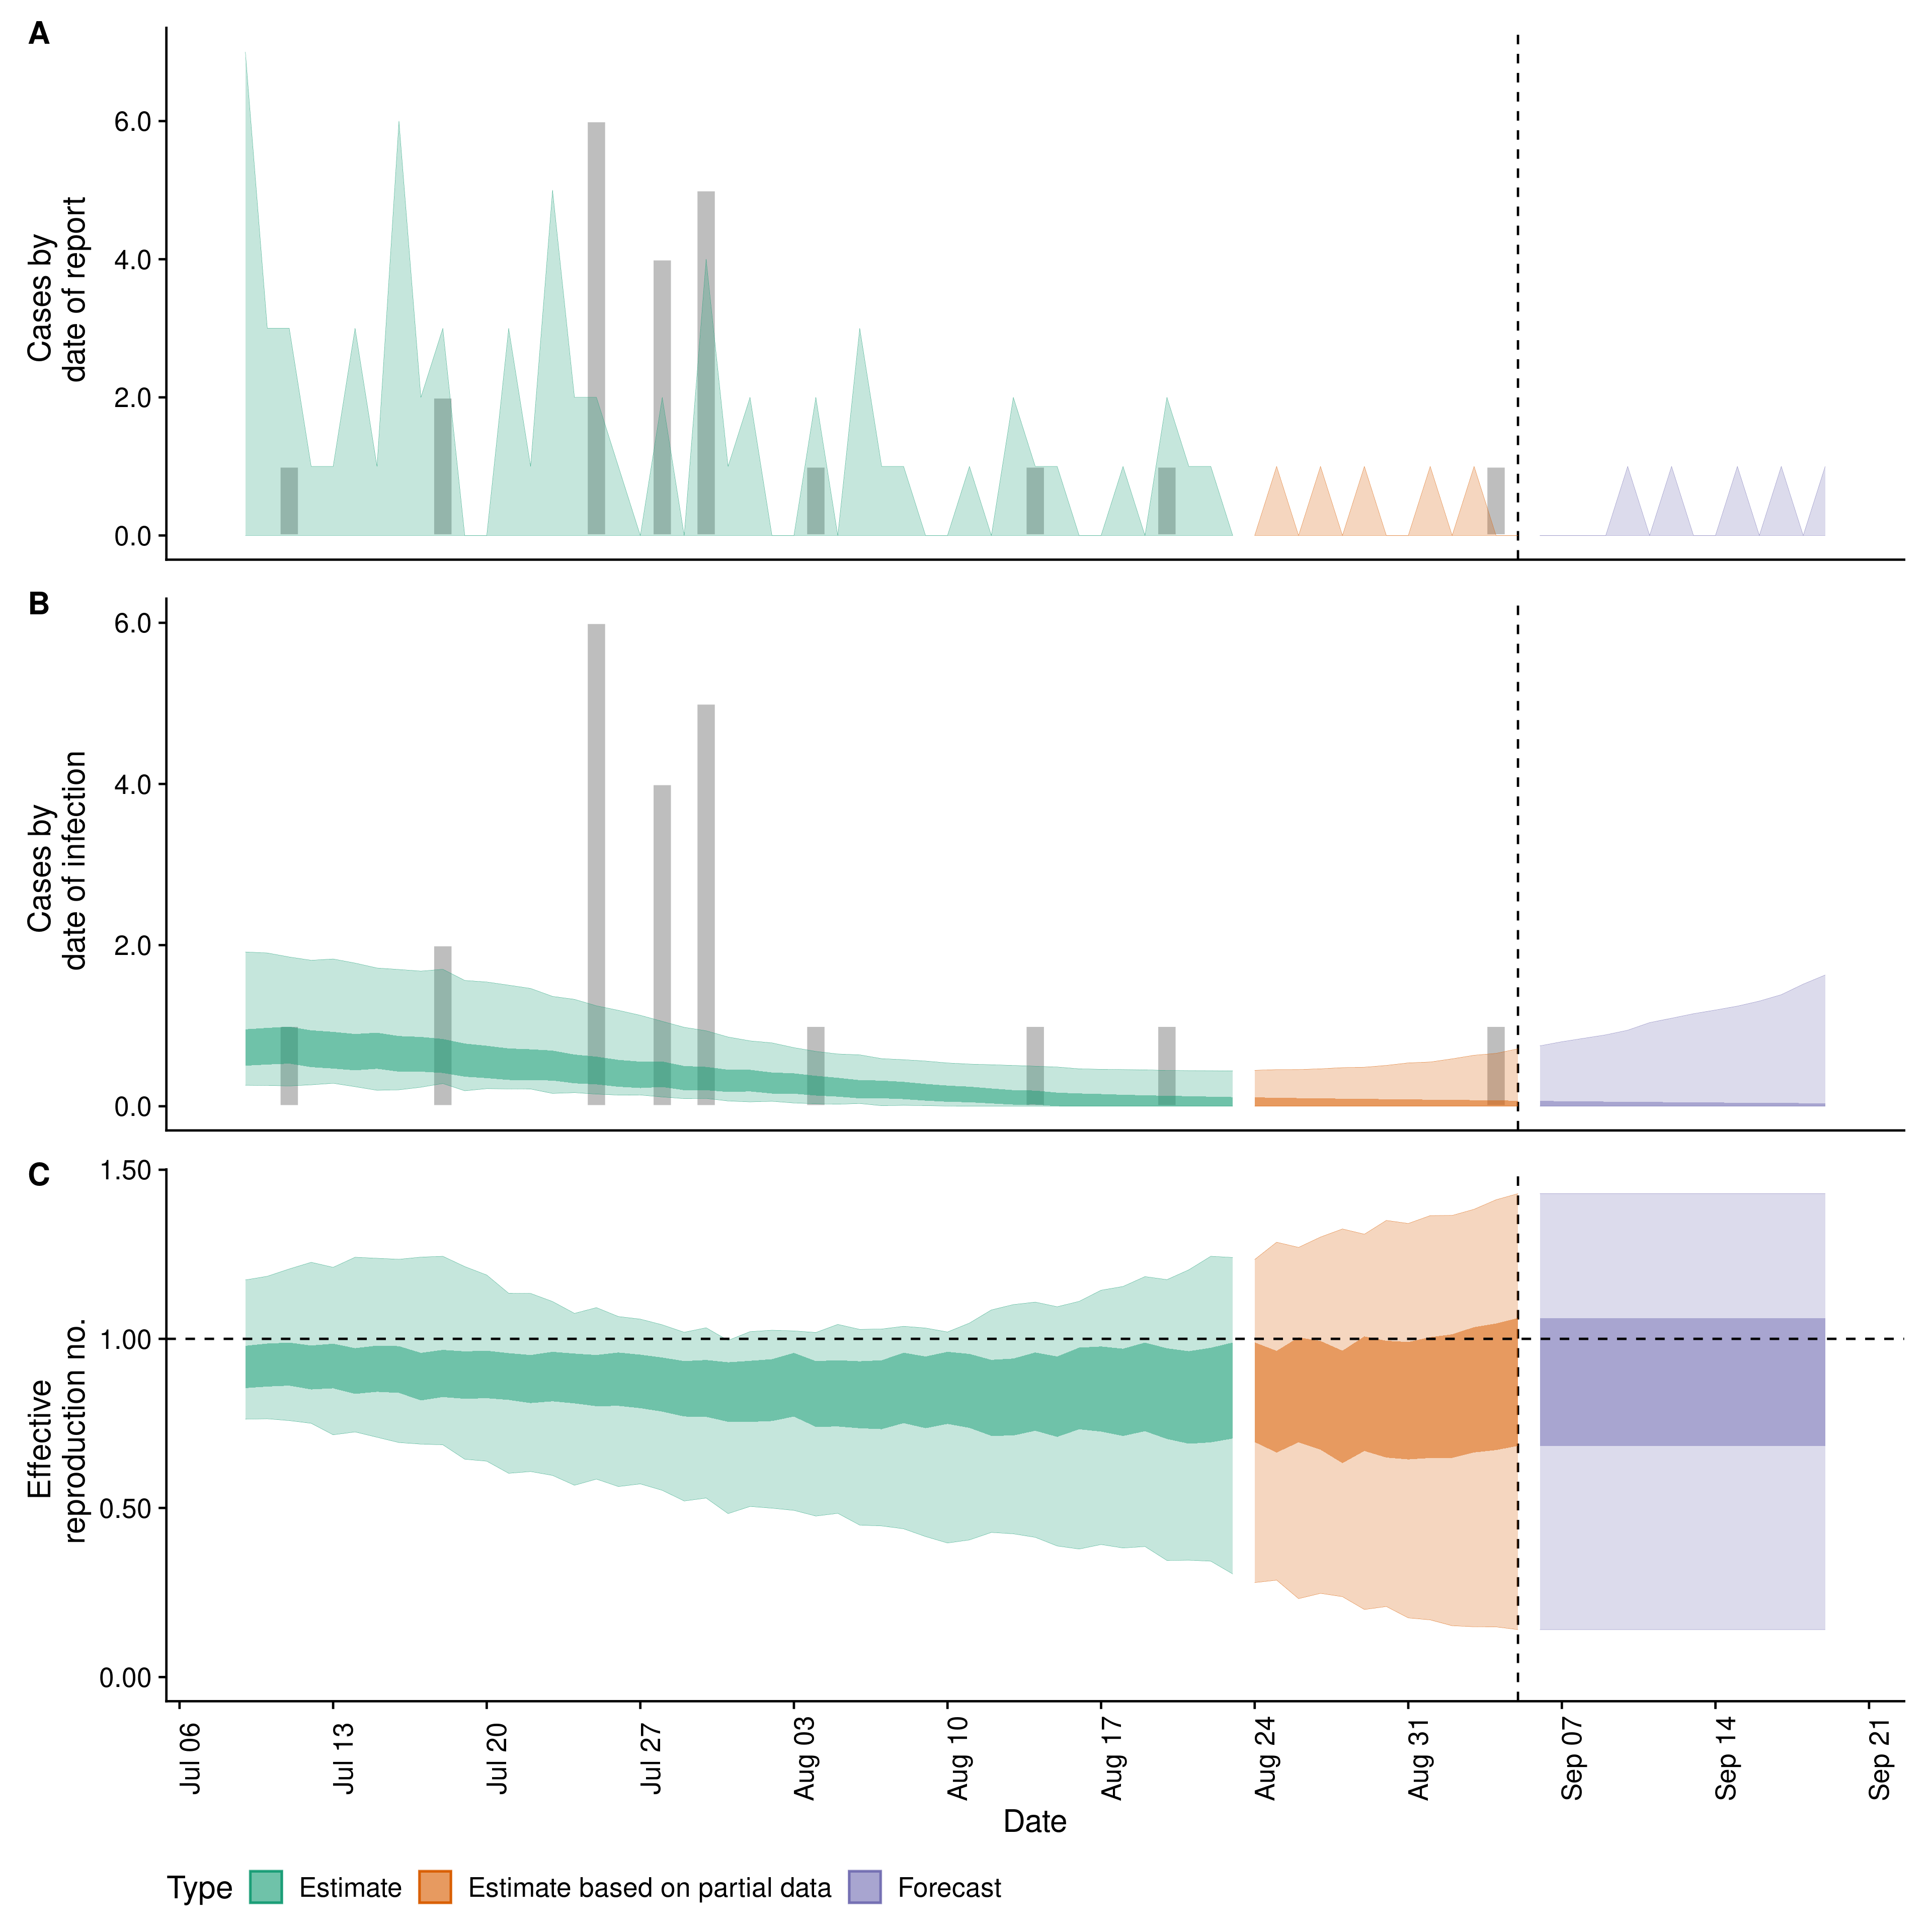 A
Cases by
date of report
6.0
4.0
2.0
0.0
B
Cases by
date of infection
6.0
4.0
2.0
0.0
C
Effective
reproduction no.
1.50
1.00
0.50
0.00
Jul 06
Jul 13
Jul 20
Jul 27
Aug 03
Aug 10
Aug 17
Aug 24
Aug 31
Sep 07
Sep 14
Sep 21
Date
Type Estimate Estimate based on partial data Forecast